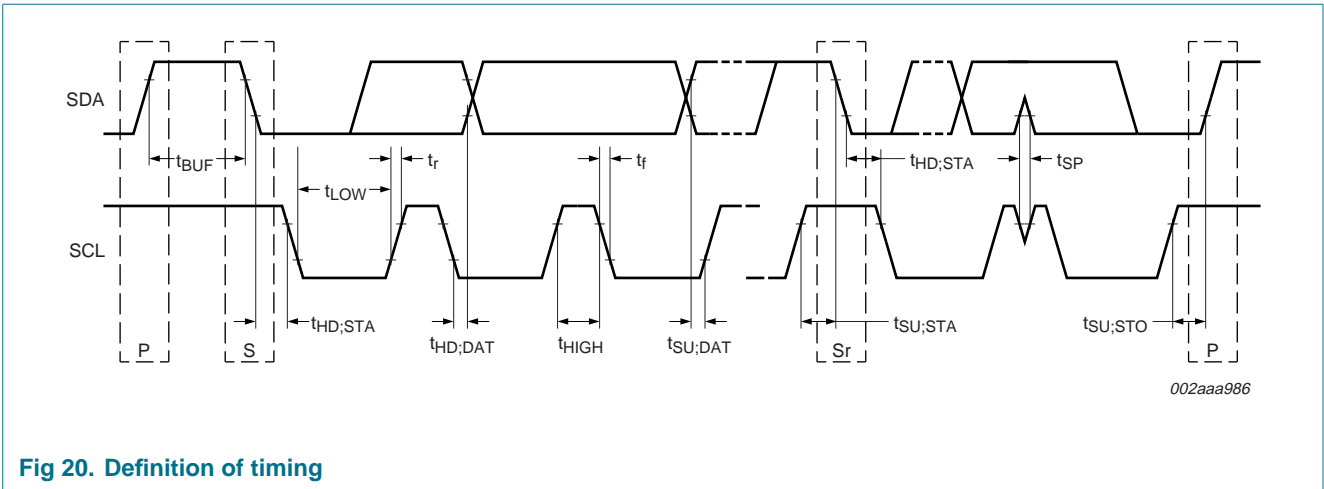 SDA
tBUF
tr
tf
tHD;STA
tSP
tLOW
SCL
tHD;STA
tHD;DAT
tHIGH
tSU;DAT
tSU;STA
tSU;STO
P
S
Sr
P
002aaa986
Fig 20. Definition of timing